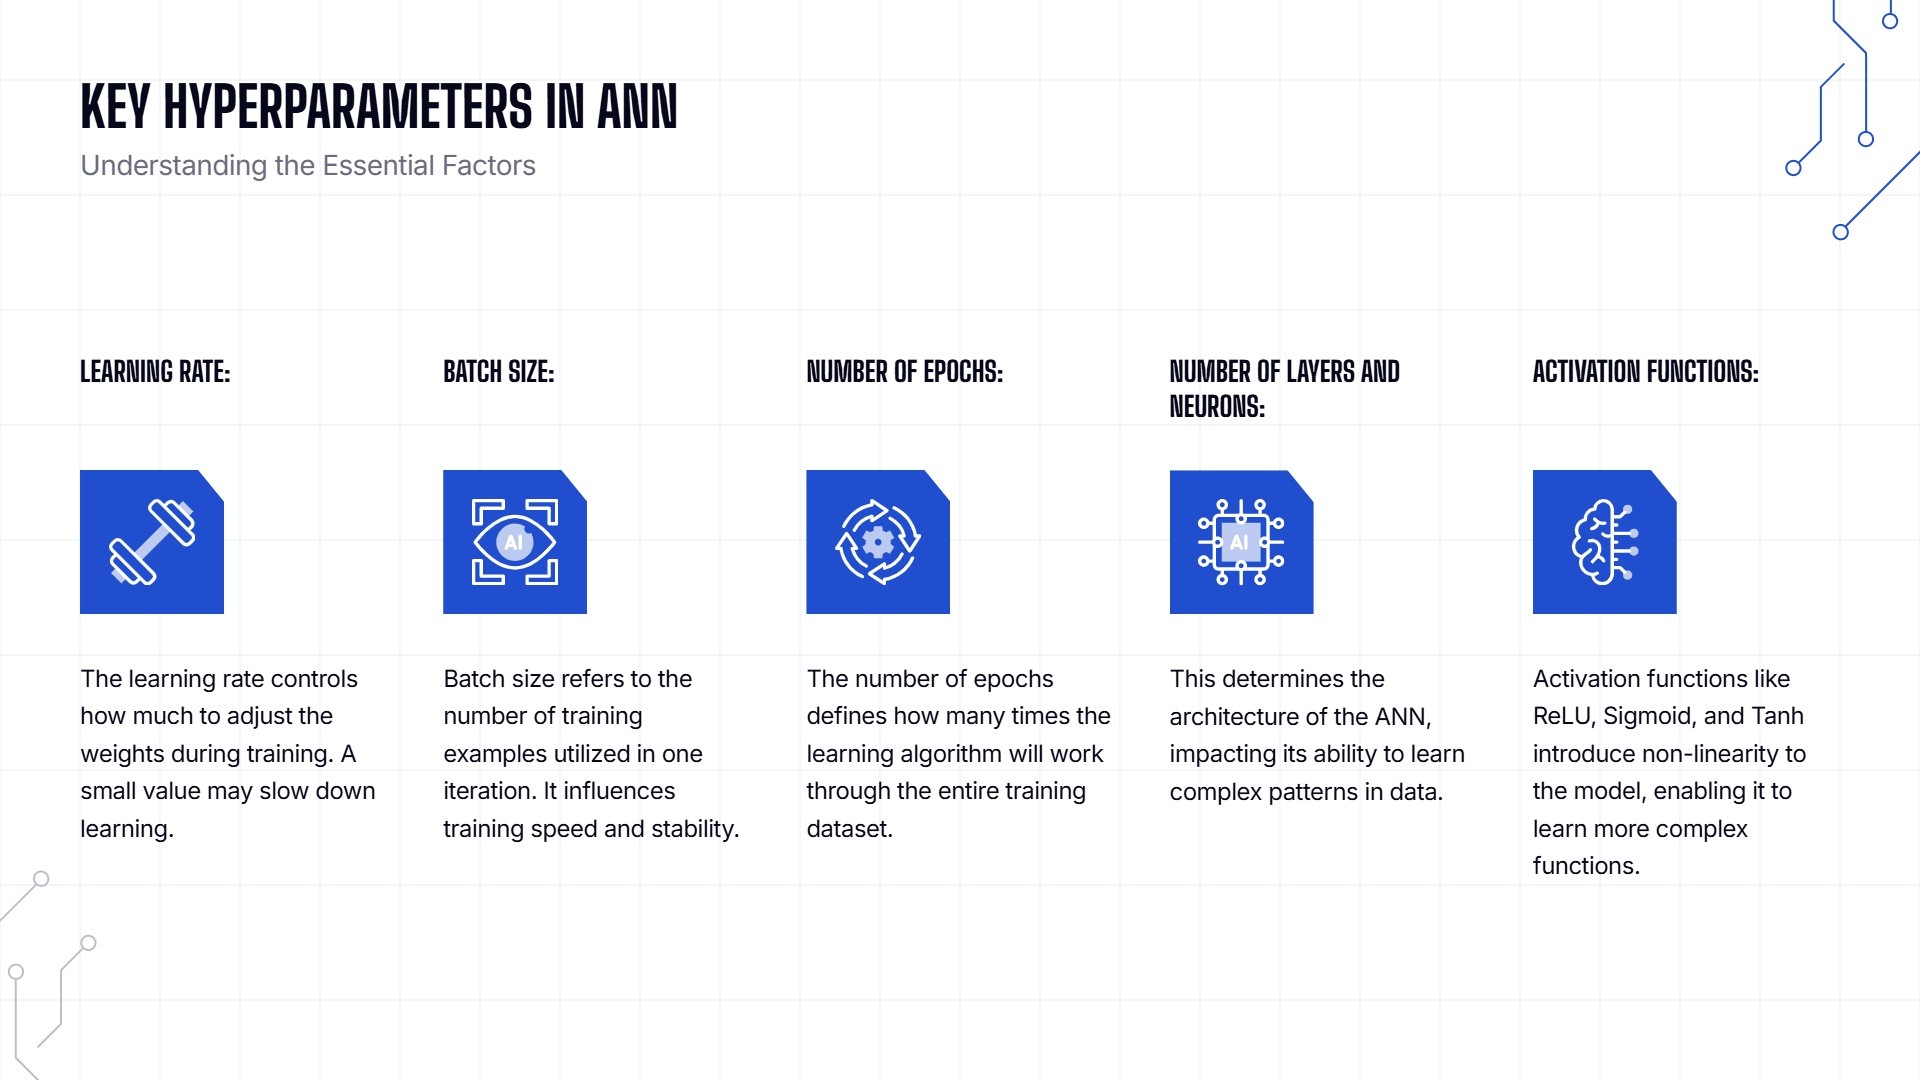 KEY HYPERPARAMETERS IN ANN
Understanding the Essential Factors
LEARNING RATE:
The learning rate controls
how much to adjust the
weights during training. A
small value may slow down
learning.
BATCH SIZE:
AI
Batch size refers to the
number of training
examples utilized in one
iteration. It influences
training speed and stability.
NUMBER OF EPOCHS:
The number of epochs
defines how many times the
learning algorithm will work
through the entire training
dataset.
NUMBER OF LAYERS AND
NEURONS:
AI
This determines the
architecture of the ANN,
impacting its ability to learn
complex patterns in data.
ACTIVATION FUNCTIONS:
Activation functions like
ReLU, Sigmoid, and Tanh
introduce non-linearity to
the model, enabling it to
learn more complex
functions.